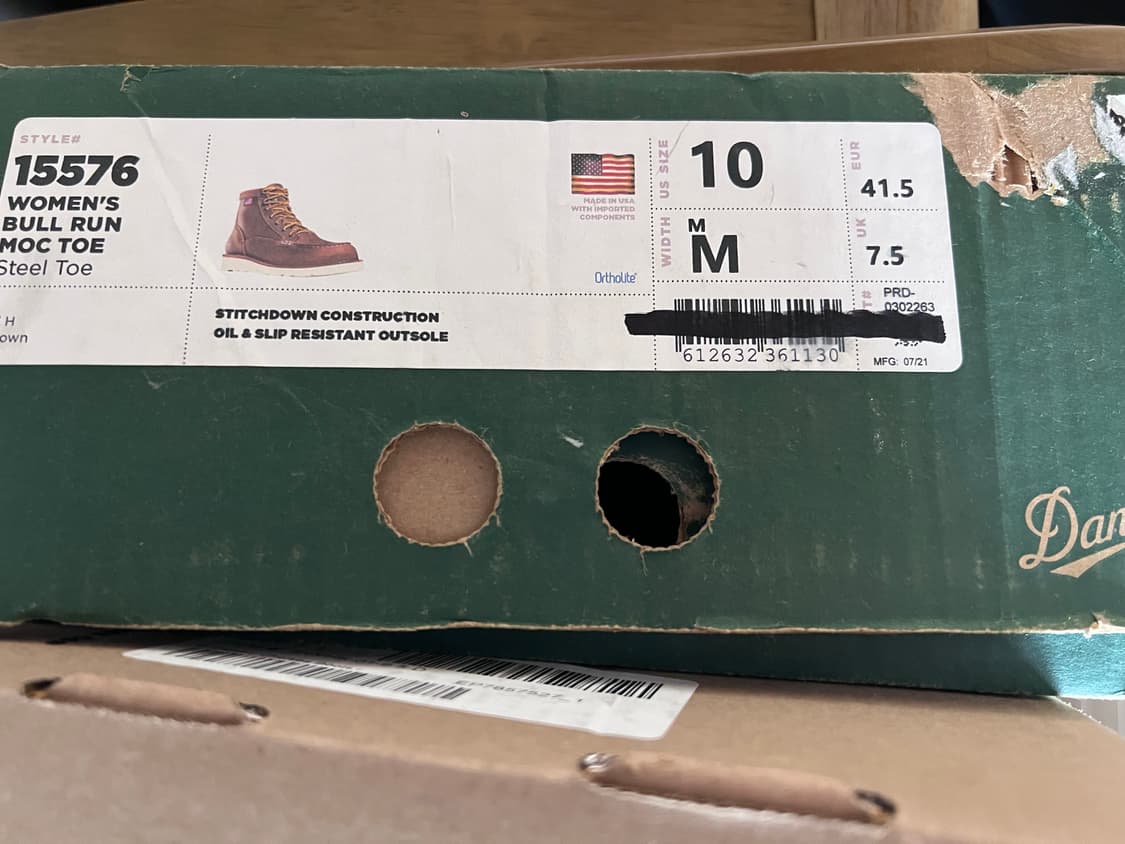 STYLE#
15576
WOMEN'S
BULL RUN
MOC TOE
Steel Toe
H
own
STITCHDOWN CONSTRUCTION
OIL & SLIP RESISTANT OUTSOLE
MADE IN USA
WITH IMPORTED
COMPONENTS
OrthoLite
US SIZE
10
WIDTH
M
M
EUR
41.5
UK
7.5
T#
PRD-
0302263
612632 361130
MFG: 07/21
Dan